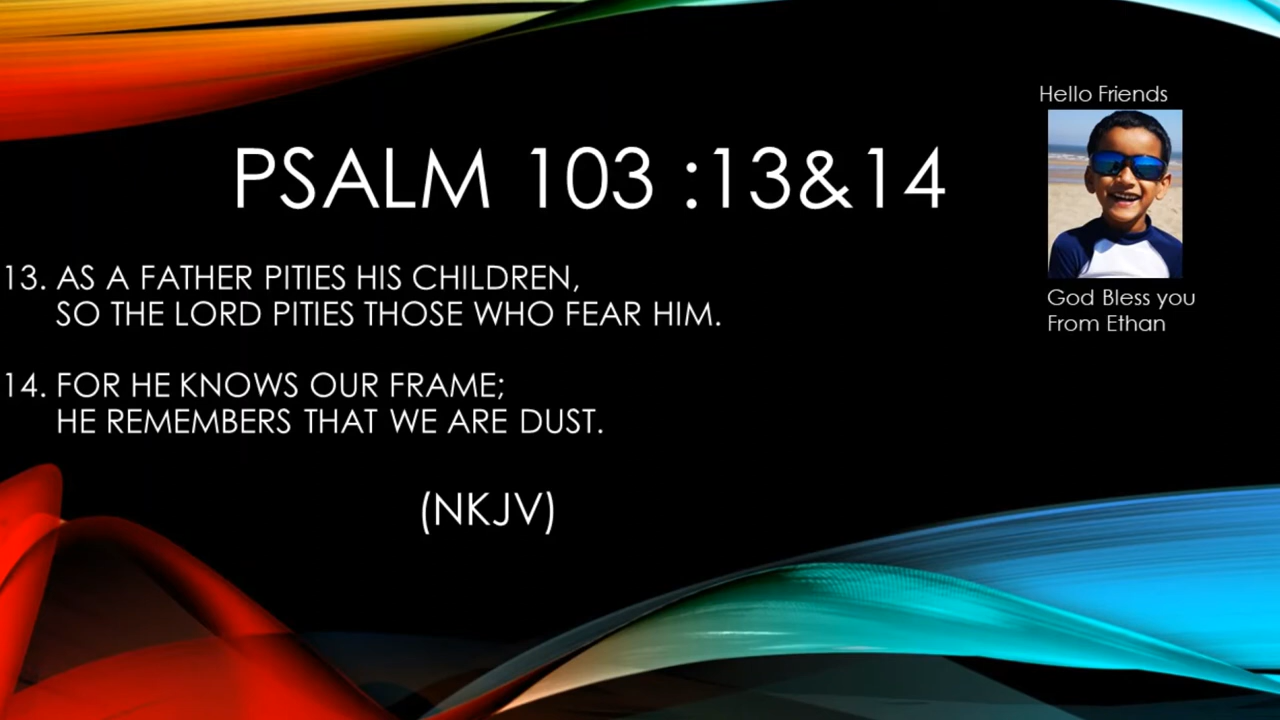 Hello Friends
PSALM 103 :13&14
13. AS A FATHER PITIES HIS CHILDREN,
SO THE LORD PITIES THOSE WHO FEAR HIM.
14. FOR HE KNOWS OUR FRAME;
HE REMEMBERS THAT WE ARE DUST.
(NKJV)
God Bless you
From Ethan